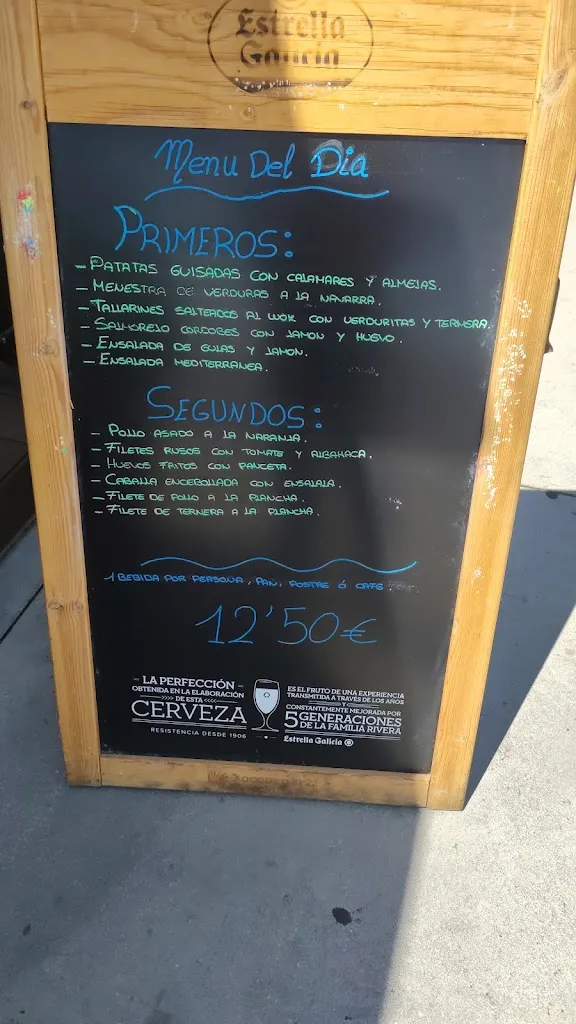 Estrella
Galicia
Menu Del Dia
PRIMEROS:
- PATATAS GUISADAS CON CALAMARES Y ALMEJAS.
- MENESTRA DE VERDURAS A LA NAVARRA.
- TALLARINES SALTEADOS AL WOK CON VERDURITAS Y TERNERA.
- SALMOREJO CORDOBES CON JAMON Y HUEVO.
- ENSALADA DE GULAS Y JAMON.
- ENSALADA MEDITERRANEA.
SEGUNDOS:
- POLLO ASADO A LA NARANJA.
- FILETES RUSOS CON TOMATE Y ALBAHACA.
- HUEVOS FRITOS CON PANCETA.
- CABALLA ENCEBOLLADA CON ENSALALA.
- FILETE DE POLLO A LA PLANCHA.
- FILETE DE TERNERA A LA PLANCHA.
1 BEBIDA POR PERSONA, PAN, POSTRE Ó CAFE
12'50€
LA PERFECCIÓN
OBTENIDA EN LA ELABORACIÓN
>>>> DE ESTA <<<<
CERVEZA
RESISTENCIA DESDE 1906
ES EL FRUTO DE UNA EXPERIENCIA
TRANSMITIDA A TRAVÉS DE LOS AÑOS
Y
CONSTANTEMENTE MEJORADA POR
5 GENERACIONES
DE LA FAMILIA RIVERA
Estrella Galicia